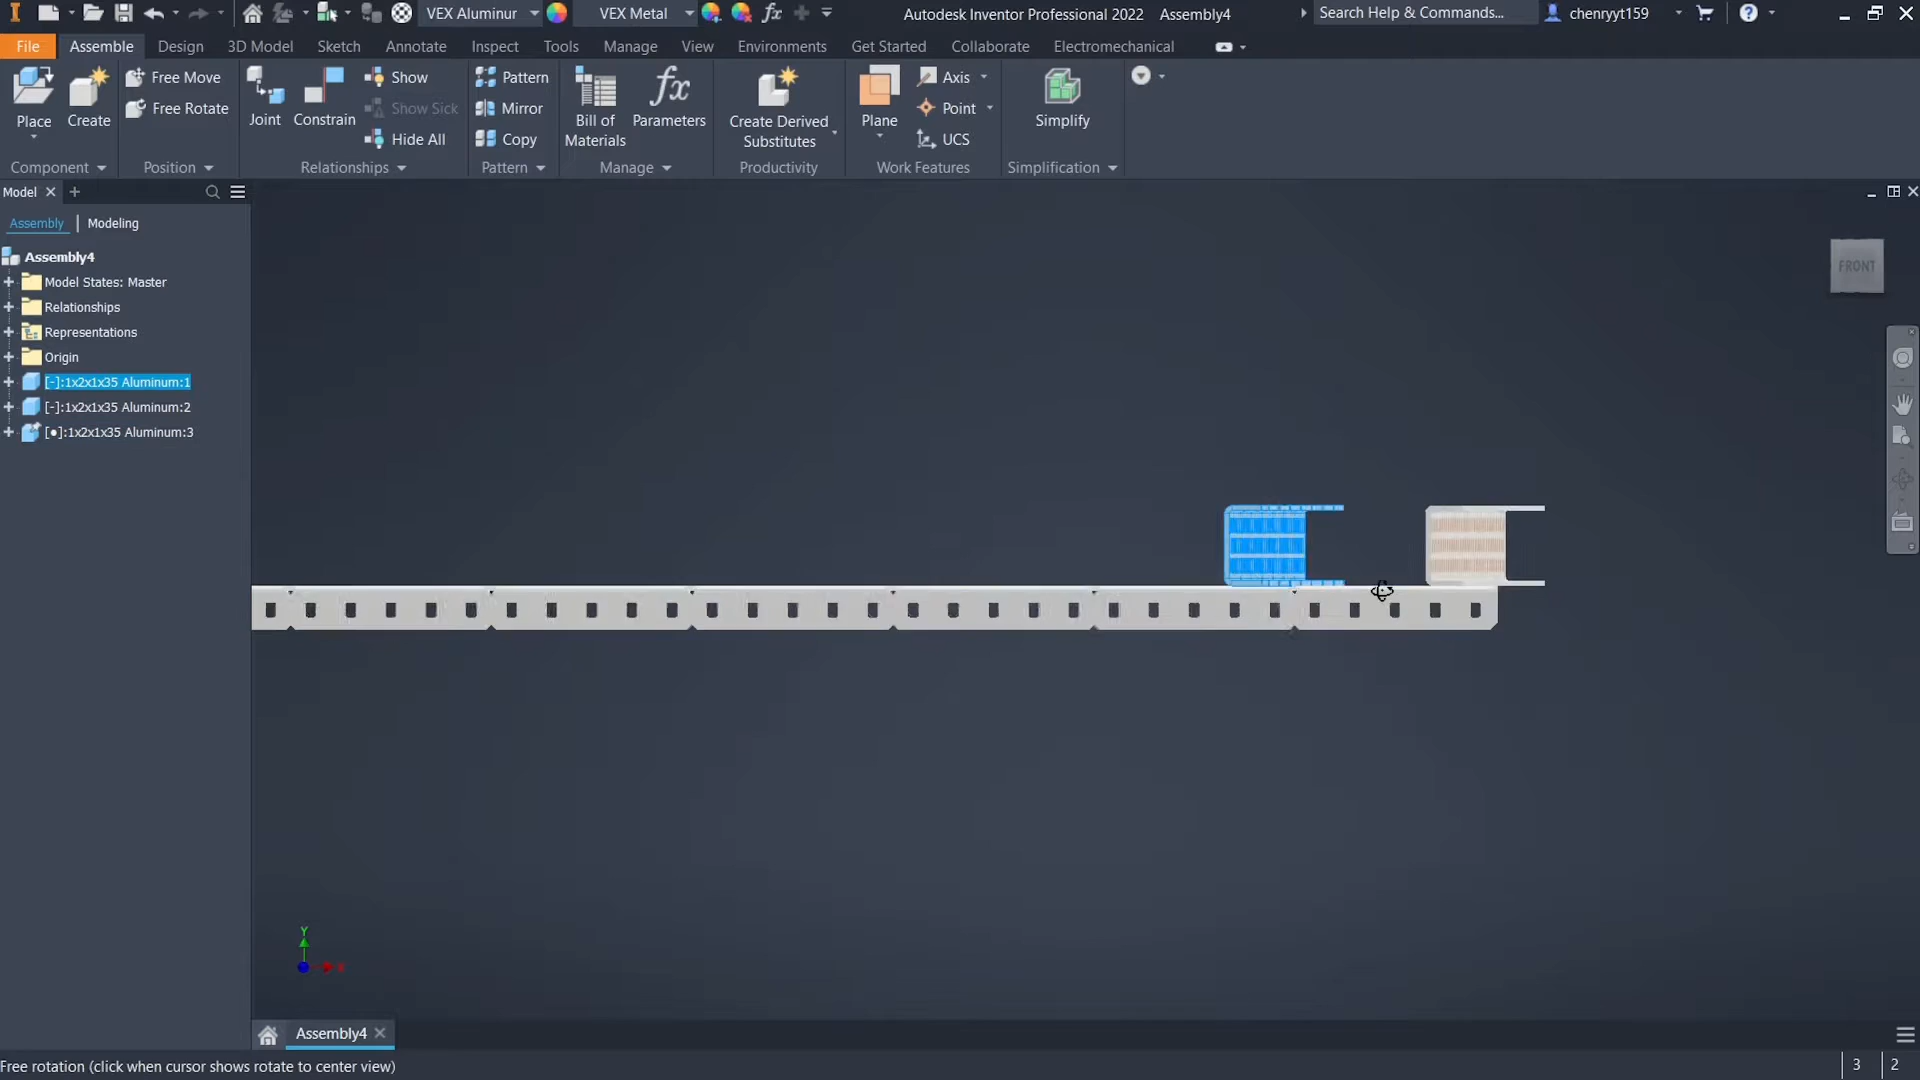 VEX Aluminur
VEX Metal
Autodesk Inventor Professional 2022 Assembly4
Search Help & Commands...
chenryyt159
File
Assemble
Design
3D Model
Sketch
Annotate
Inspect
Tools
Manage
View
Environments
Get Started
Collaborate
Electromechanical
Place
Create
Free Move
Free Rotate
Joint
Constrain
Show
Show Sick
Hide All
Pattern
Mirror
Copy
Bill of
Materials
Parameters
Create Derived
Substitutes
Plane
Axis
Point
UCS
Simplify
Component
Position
Relationships
Pattern
Manage
Productivity
Work Features
Simplification
Model
Assembly
Modeling
Assembly4
Model States: Master
Relationships
Representations
Origin
[-]:1x2x1x35 Aluminum:1
[-]:1x2x1x35 Aluminum:2
[●]:1x2x1x35 Aluminum:3
FRONT
Y
Assembly4
Free rotation (click when cursor shows rotate to center view)
3
2